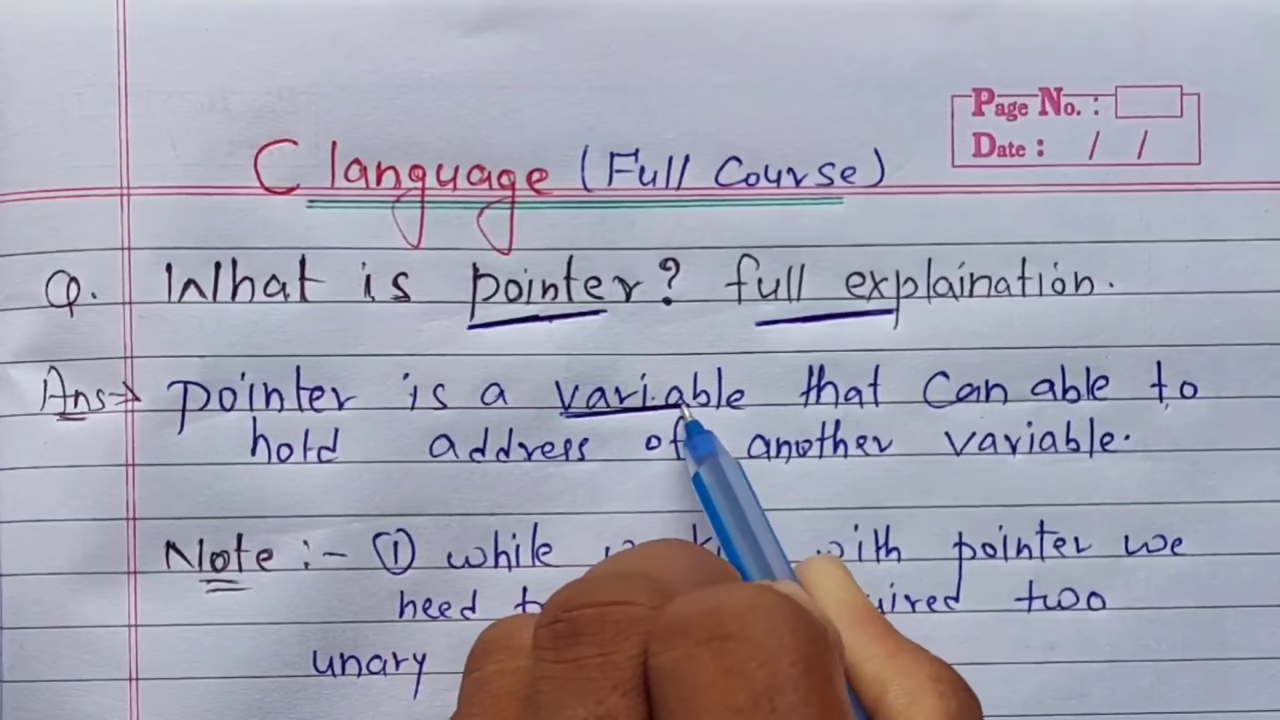 Page No. :
Date : / /
C language (Full Course)
Q. What is pointer? full explaination.
Ans→ pointer is a variable that Can able to
hold address of another variable.
Note :- ① while with pointer we
need two
unary